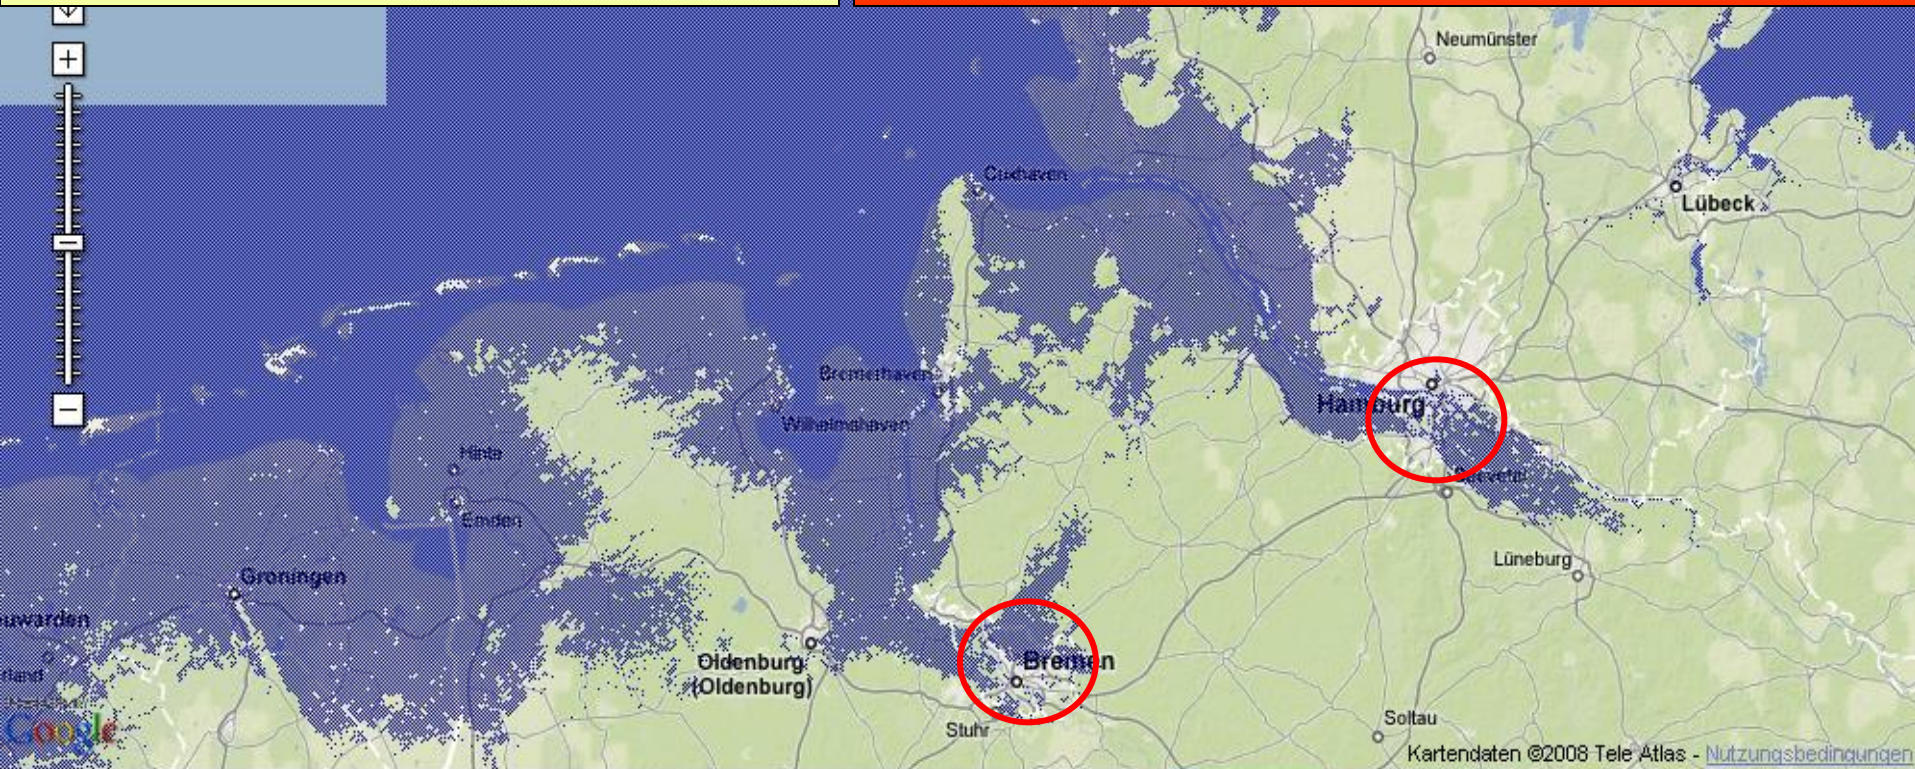 Neumünster
Cuxhaven
Lübeck
Bremerhaven
Wilhelmshaven
Hamburg
Hinte
Seevetal
Emden
Lüneburg
Groningen
Oldenburg
(Oldenburg)
Bremen
Stuhr
Soltau
Google
Kartendaten ©2008 Tele Atlas - Nutzungsbedingungen